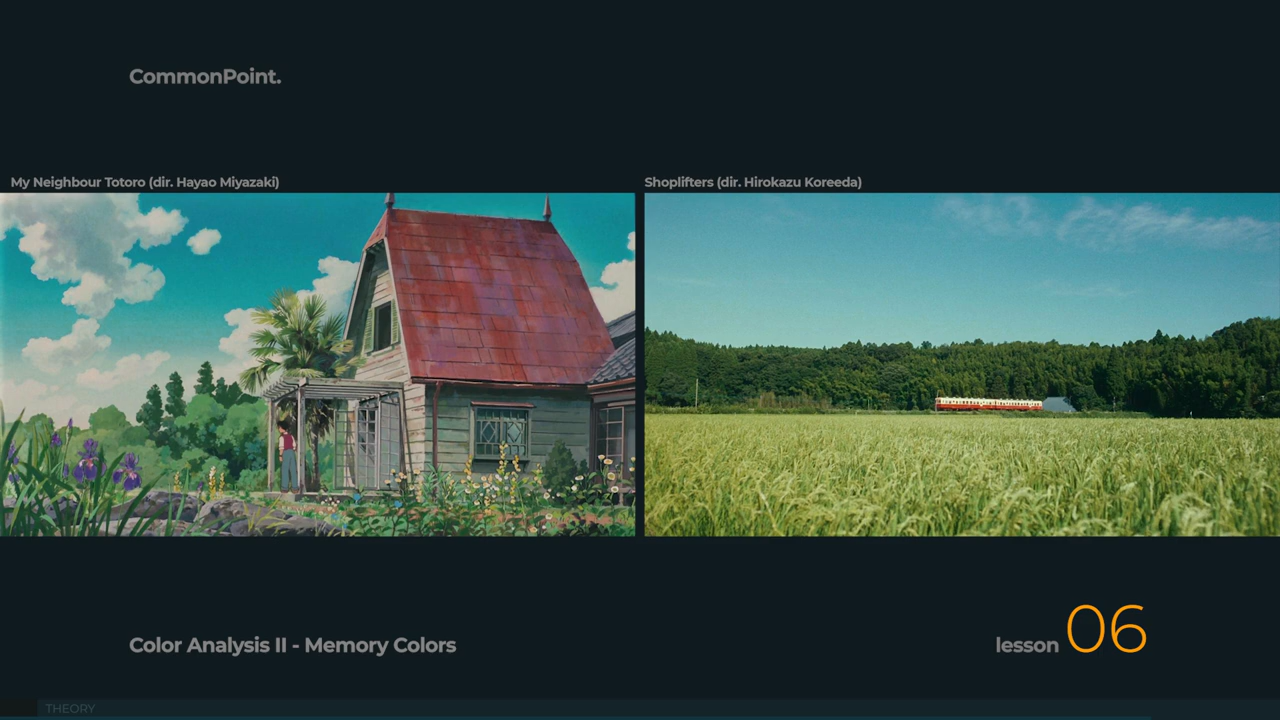 CommonPoint.
My Neighbour Totoro (dir. Hayao Miyazaki)
Shoplifters (dir. Hirokazu Koreeda)
Color Analysis II - Memory Colors
lesson 06
THEORY